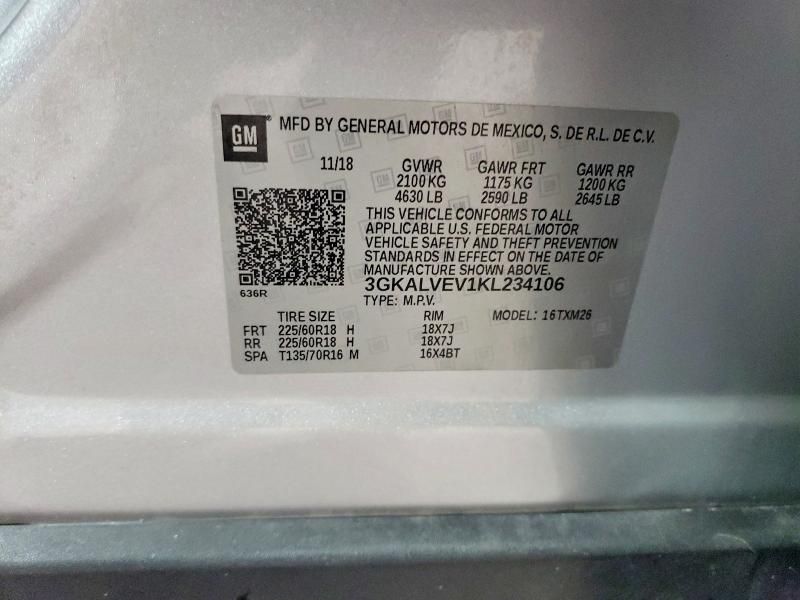 GM MFD BY GENERAL MOTORS DE MEXICO, S. DE R.L. DE C.V.
11/18 GVWR GAWR FRT GAWR RR
2100 KG 1175 KG 1200 KG
4630 LB 2590 LB 2645 LB
THIS VEHICLE CONFORMS TO ALL
APPLICABLE U.S. FEDERAL MOTOR
VEHICLE SAFETY AND THEFT PREVENTION
STANDARDS IN EFFECT ON THE DATE OF
MANUFACTURE SHOWN ABOVE.
3GKALVEV1KL234106
636R
TYPE: M.P.V.
TIRE SIZE RIM MODEL: 16TXM26
FRT 225/60R18 H 18X7J
RR 225/60R18 H 18X7J
SPA T135/70R16 M 16X4BT